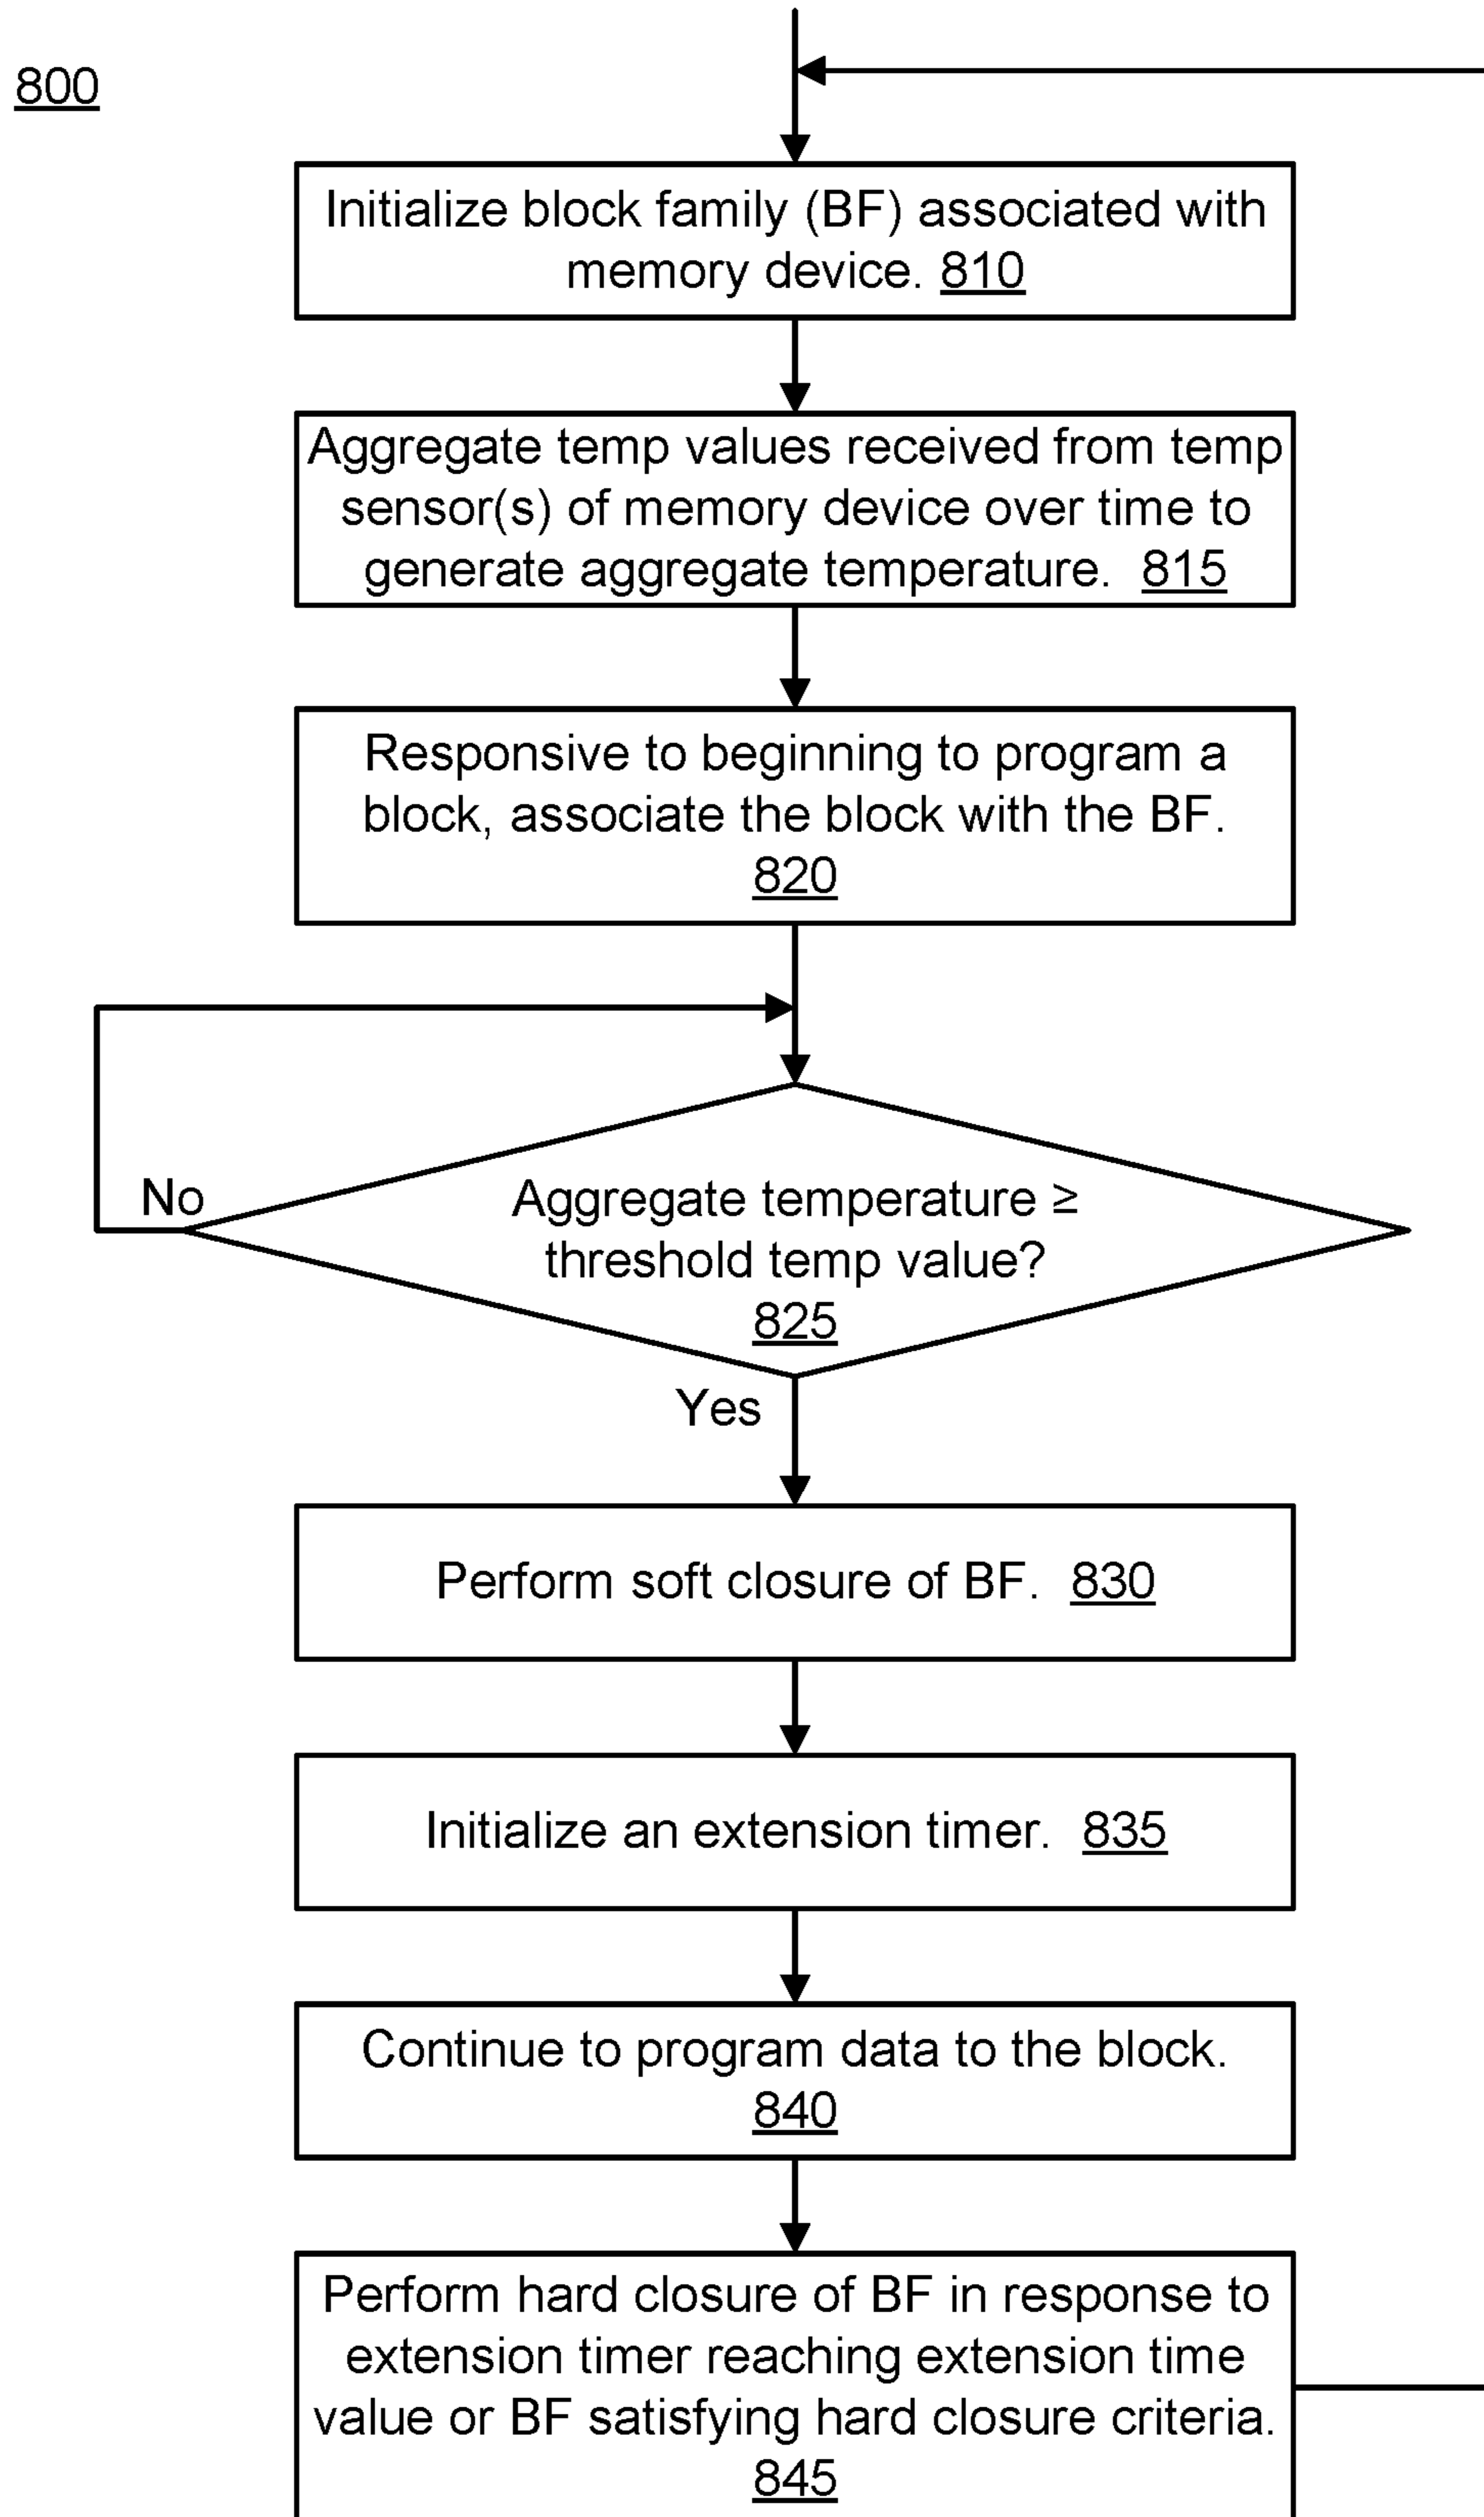 800
Initialize block family (BF) associated with
memory device. 810
Aggregate temp values received from temp
sensor(s) of memory device over time to
generate aggregate temperature. 815
Responsive to beginning to program a
block, associate the block with the BF.
820
No
Aggregate temperature ≥
threshold temp value?
825
Yes
Perform soft closure of BF. 830
Initialize an extension timer. 835
Continue to program data to the block.
840
Perform hard closure of BF in response to
extension timer reaching extension time
value or BF satisfying hard closure criteria.
845